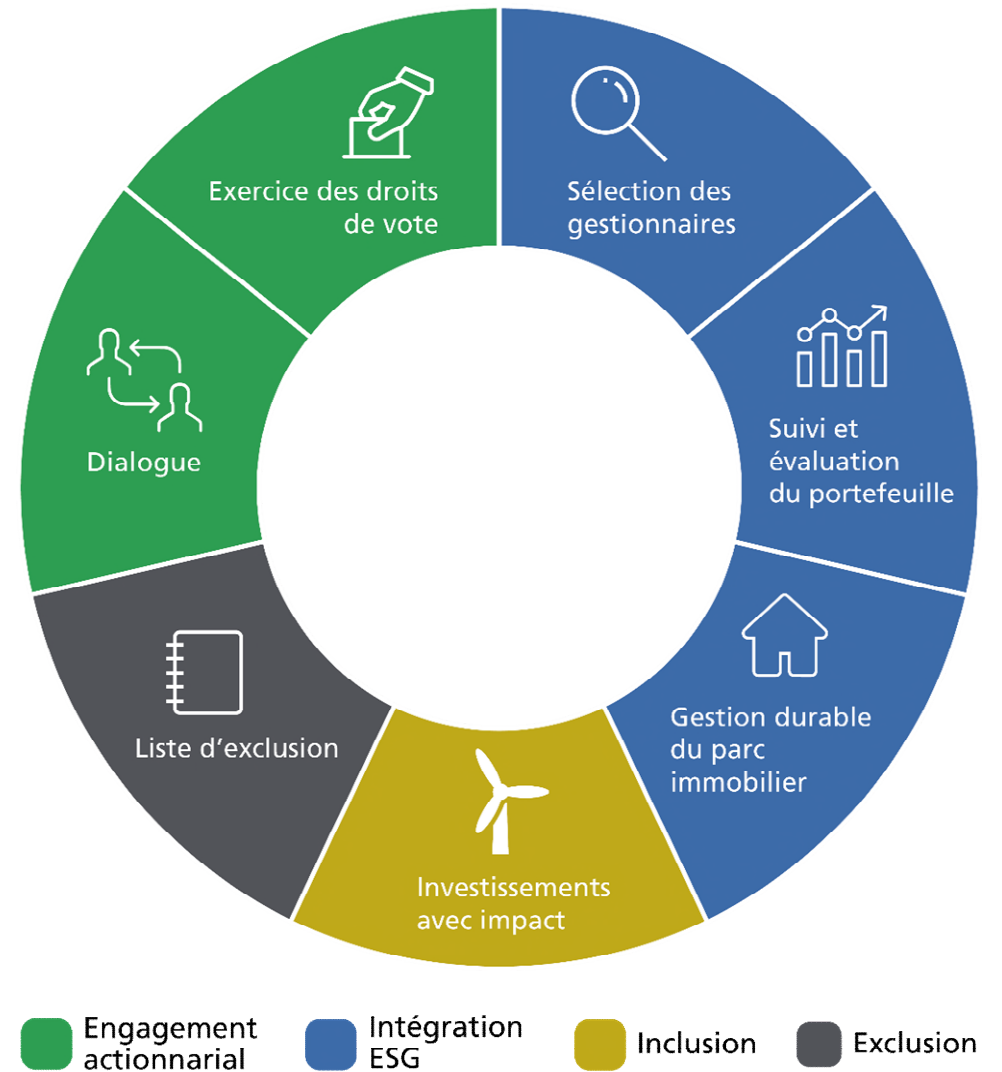 Exercice des droits
de vote
Sélection des
gestionnaires
Dialogue
Suivi et
évaluation
du portefeuille
Liste d’exclusion
Gestion durable
du parc
immobilier
Investissements
avec impact
Engagement
actionnarial
Intégration
ESG
Inclusion
Exclusion